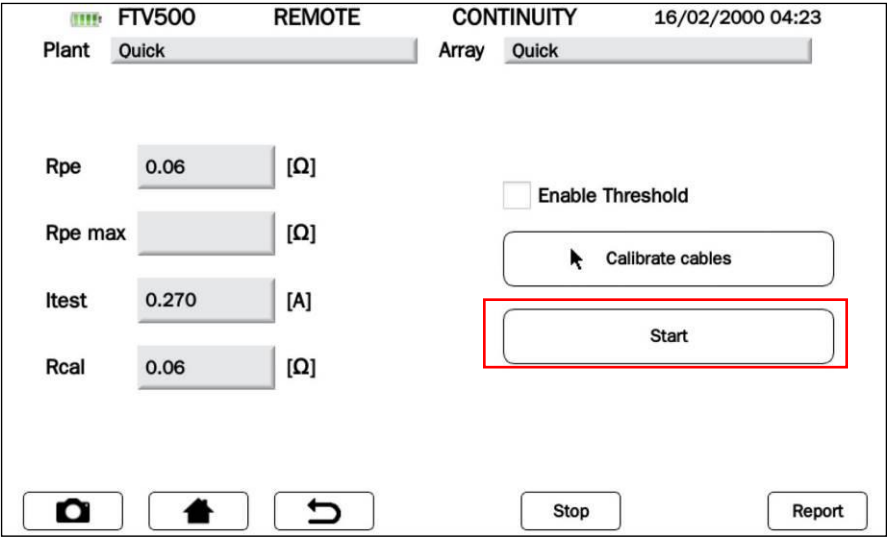 FTV500 REMOTE CONTINUITY 16/02/2000 04:23
Plant Quick Array Quick
Rpe 0.06 [Ω]
Enable Threshold
Rpe max [Ω]
Calibrate cables
Itest 0.270 [A]
Start
Rcal 0.06 [Ω]
Stop Report